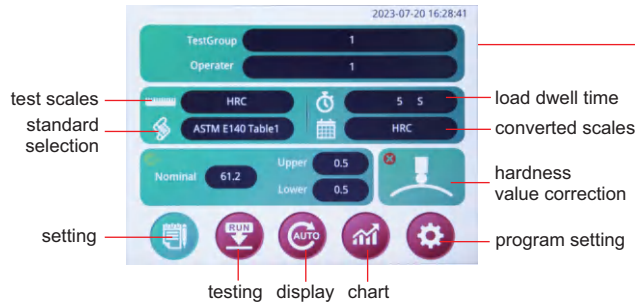 2023-07-20 16:28:41
TestGroup 1
Operater 1
test scales
HRC
5 S
load dwell time
standard
selection
ASTM E140 Table1
HRC
converted scales
Nominal 61.2
Upper 0.5
Lower 0.5
hardness
value correction
setting
RUN
AUTO
program setting
testing display chart